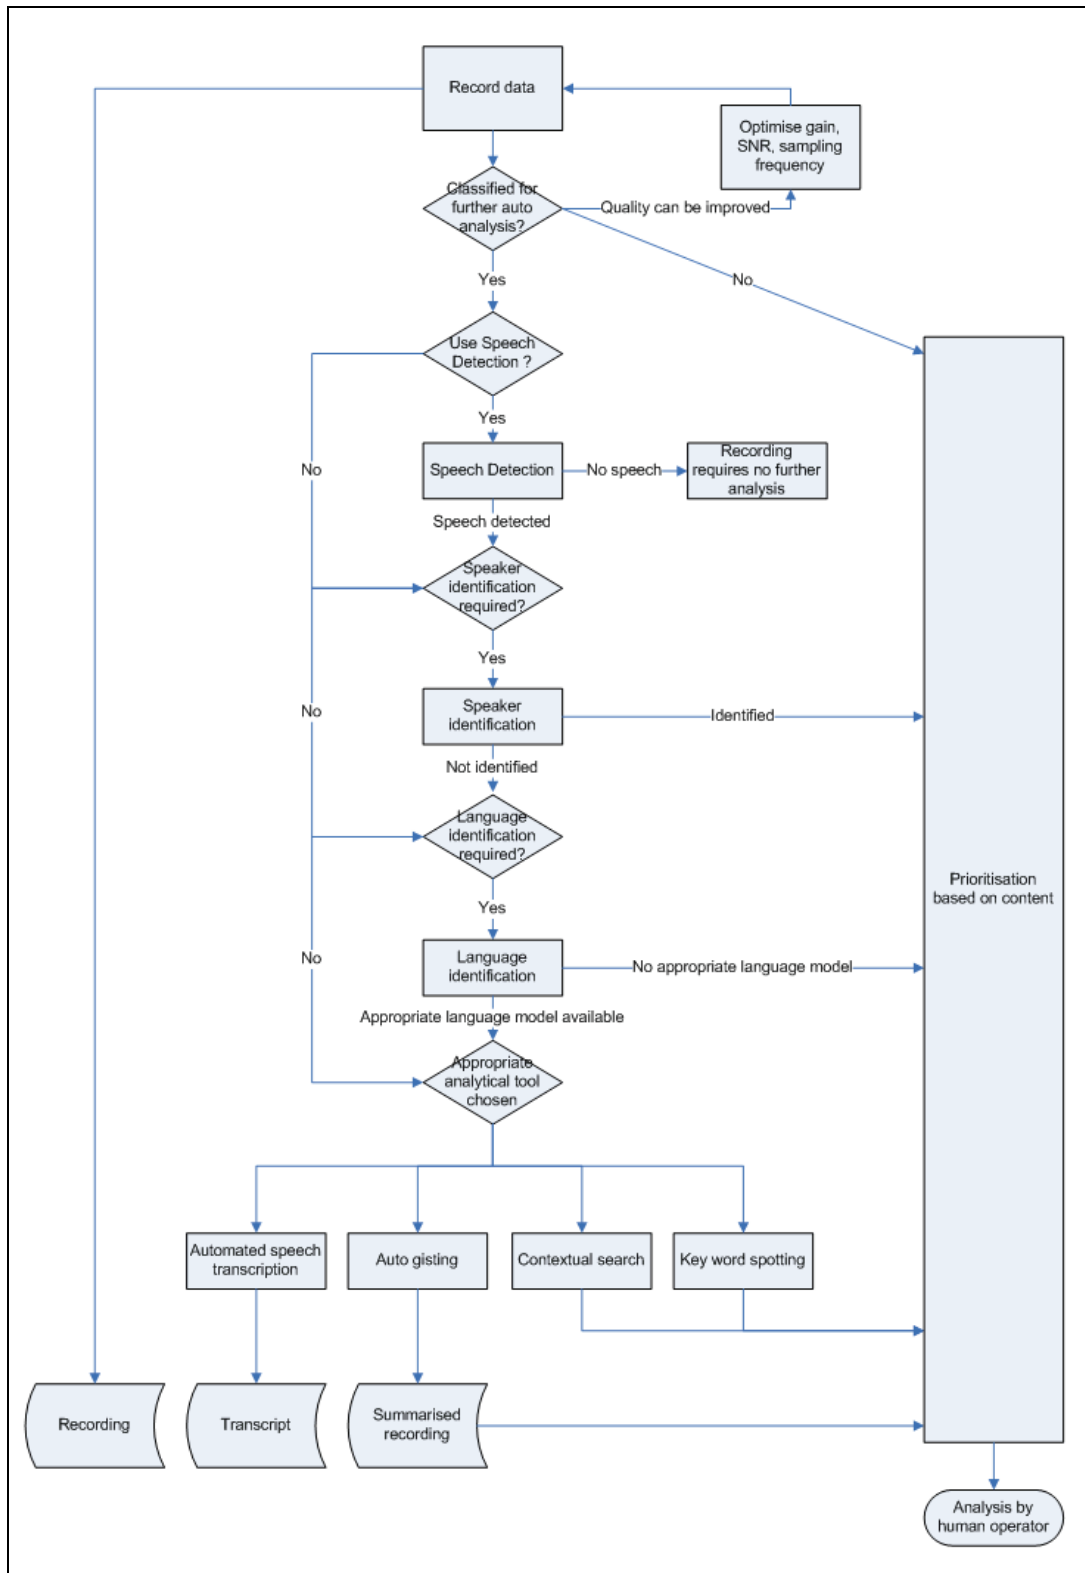 Record data
Optimise gain,
SNR, sampling
frequency
Classified for
further auto
analysis?
Quality can be improved
No
Yes
Use Speech
Detection ?
Yes
No
Speech Detection
No speech
Recording
requires no further
analysis
Speech detected
Speaker
identification
required?
Yes
No
Speaker
identification
Identified
Not identified
Language
identification
required?
Prioritisation
based on content
Yes
No
Language
identification
No appropriate language model
Appropriate language model available
Appropriate
analytical tool
chosen
Automated speech
transcription
Auto gisting
Contextual search
Key word spotting
Recording
Transcript
Summarised
recording
Analysis by
human operator